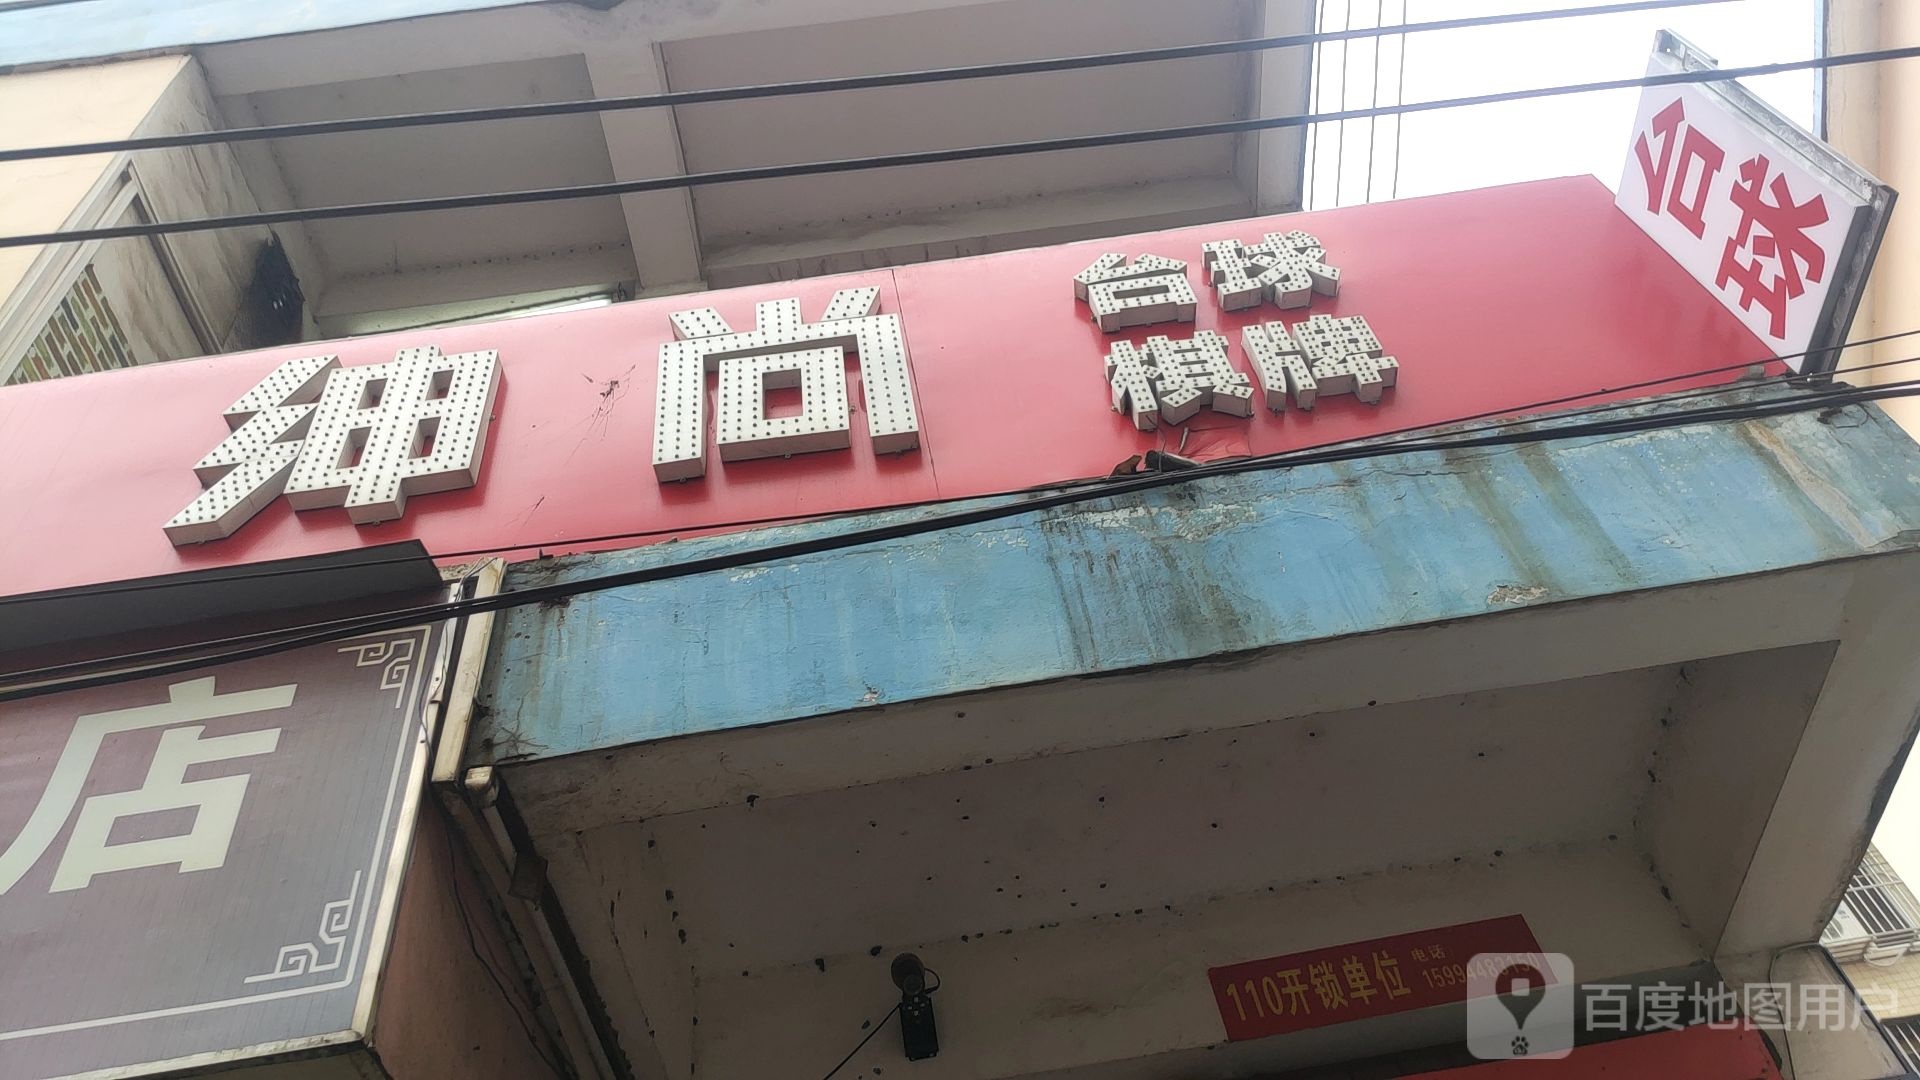 绅尚
台球
棋牌
台球
店
110开锁单位
电话
15994483150
百度地图用户